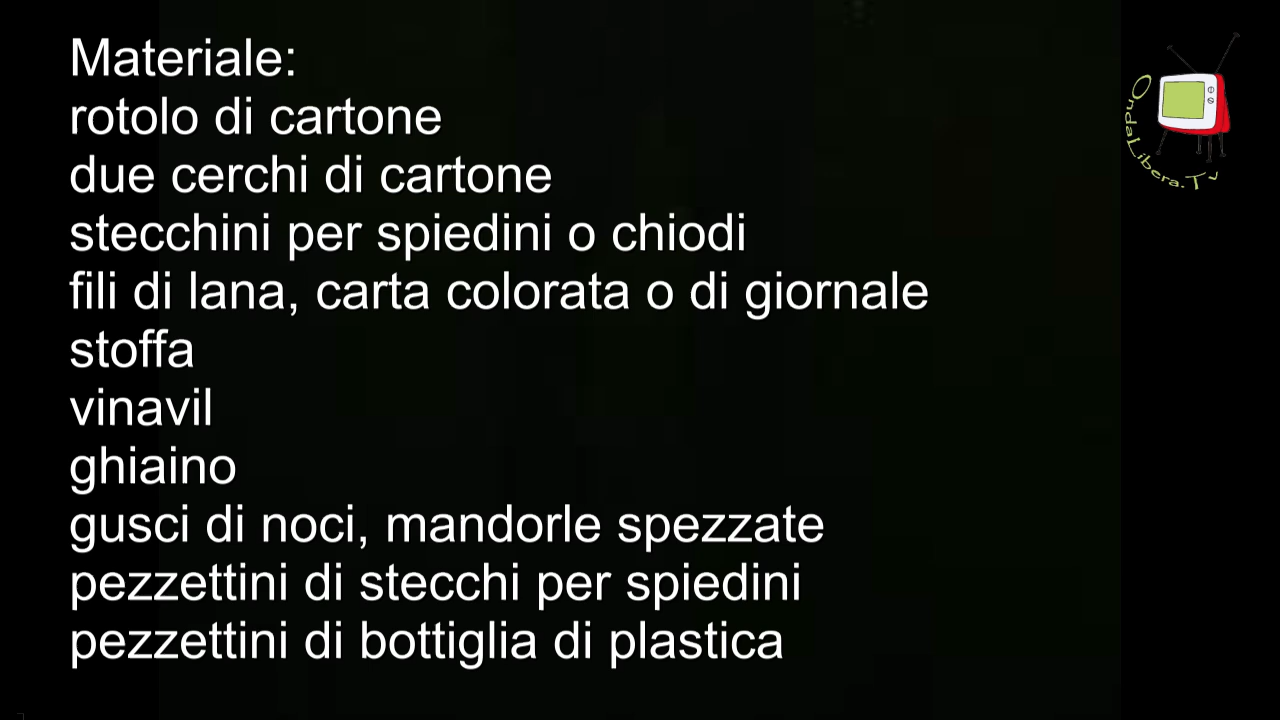 Materiale:
rotolo di cartone
due cerchi di cartone
stecchini per spiedini o chiodi
fili di lana, carta colorata o di giornale
stoffa
vinavil
ghiaino
gusci di noci, mandorle spezzate
pezzettini di stecchi per spiedini
pezzettini di bottiglia di plastica
OndaLibera.Tv